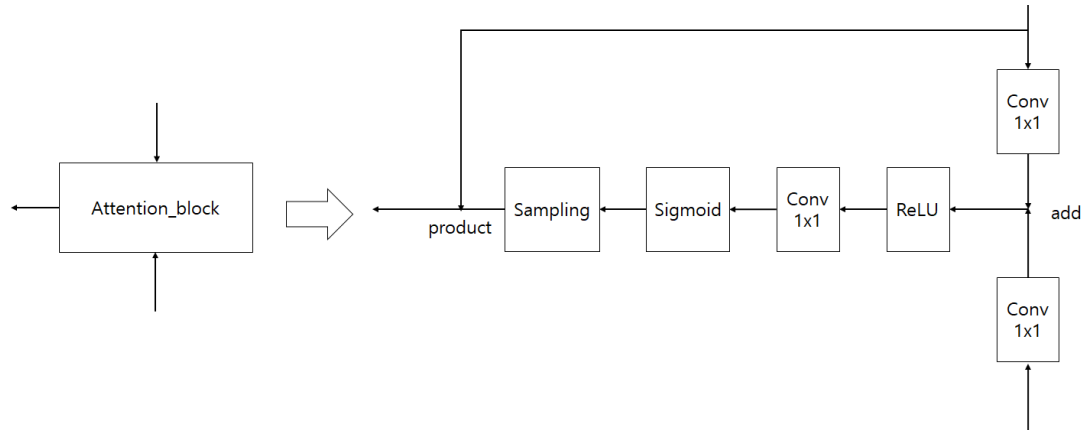 Attention_block
product
Sampling
Sigmoid
Conv
1x1
ReLU
Conv
1x1
add
Conv
1x1